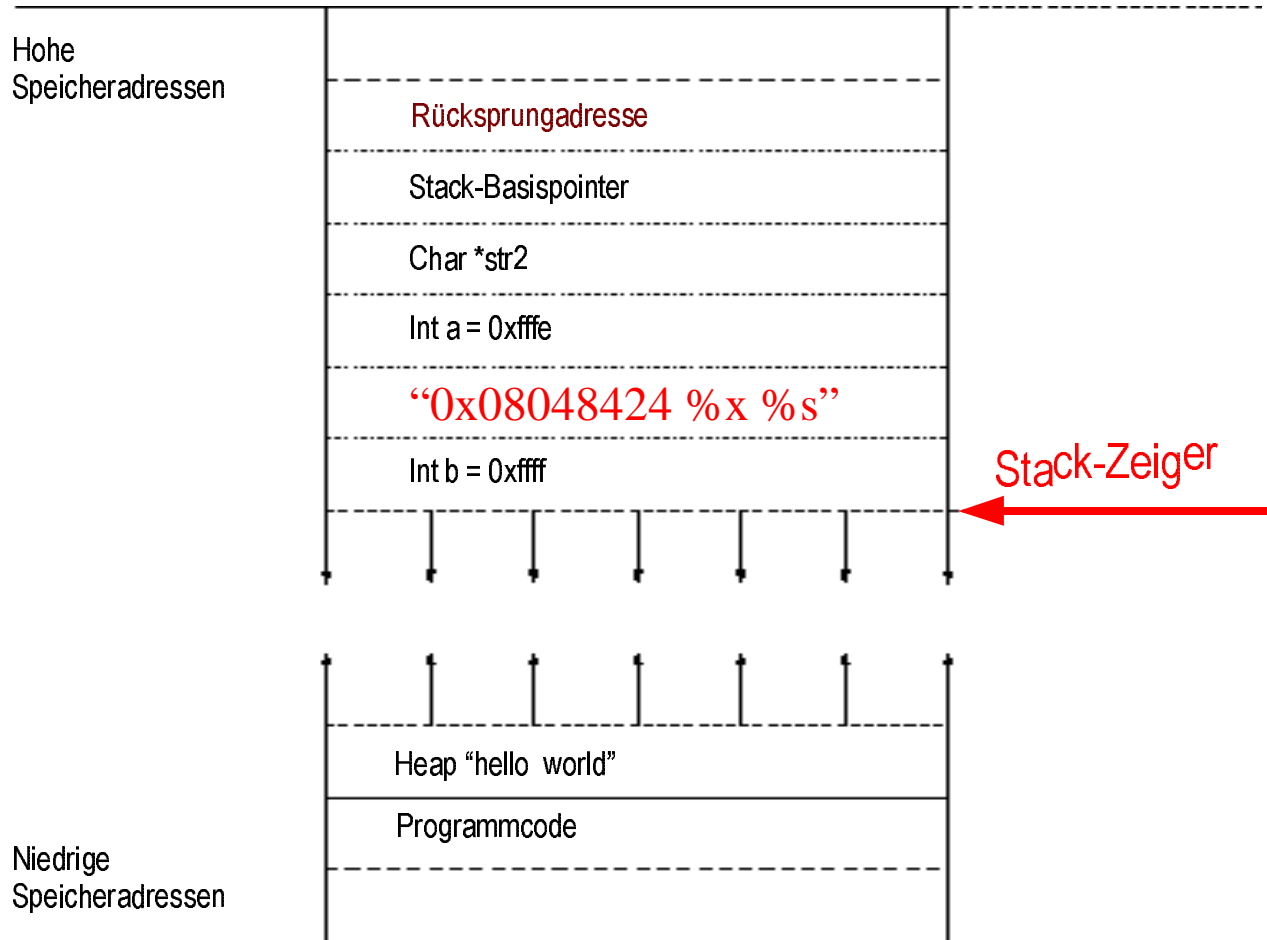 Hohe
Speicheradressen
Rücksprungadresse
Stack-Basispointer
Char *str2
Int a = 0xfffe
“0x08048424 %x %s”
Int b = 0xffff
Stack-Zeiger
Heap “hello world”
Programmcode
Niedrige
Speicheradressen